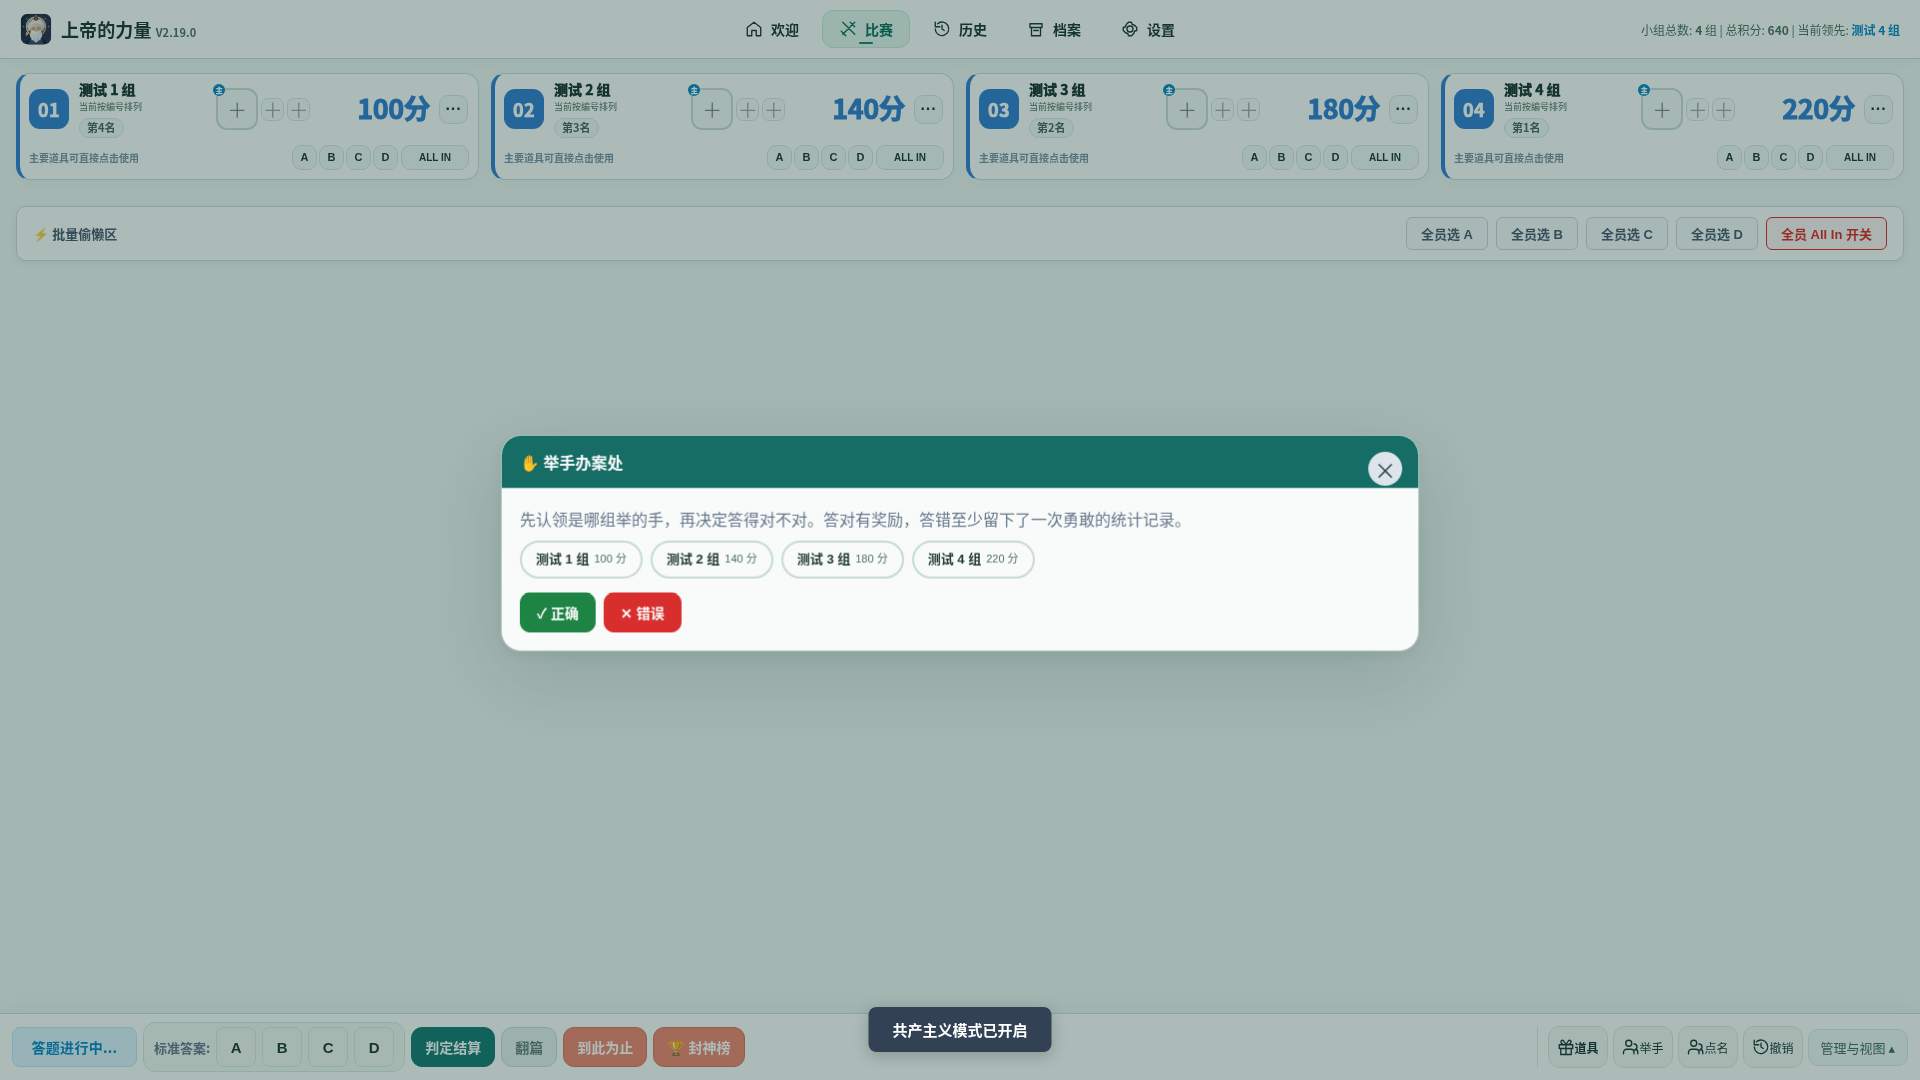 上帝的力量 V2.19.0
欢迎
比赛
历史
档案
设置
小组总数: 4 组 | 总积分: 640 | 当前领先: 测试 4 组
01
测试 1 组
当前按编号排列
第4名
主
100分
...
主要道具可直接点击使用
A B C D ALL IN
02
测试 2 组
当前按编号排列
第3名
主
140分
...
主要道具可直接点击使用
A B C D ALL IN
03
测试 3 组
当前按编号排列
第2名
主
180分
...
主要道具可直接点击使用
A B C D ALL IN
04
测试 4 组
当前按编号排列
第1名
主
220分
...
主要道具可直接点击使用
A B C D ALL IN
⚡ 批量偷懒区
全员选 A
全员选 B
全员选 C
全员选 D
全员 All In 开关
✋ 举手办案处
先认领是哪组举的手，再决定答得对不对。答对有奖励，答错至少留下了一次勇敢的统计记录。
测试 1 组 100 分
测试 2 组 140 分
测试 3 组 180 分
测试 4 组 220 分
✓ 正确
✕ 错误
共产主义模式已开启
答题进行中...
标准答案: A B C D
判定结算
翻篇
到此为止
🏆 封神榜
道具
举手
点名
撤销
管理与视图 ▴